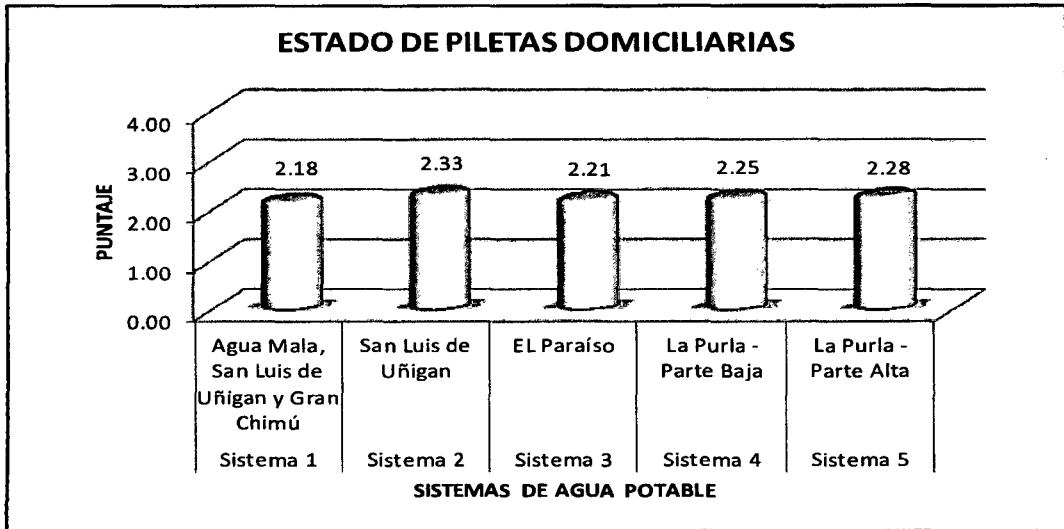 ESTADO DE PILETAS DOMICILIARIAS
4.00
3.00
2.00
1.00
0.00
PUNTAJE
2.18
2.33
2.21
2.25
2.28
Agua Mala,
San Luis de
Uñigan y Gran
Chimú
San Luis de
Uñigan
EL Paraíso
La Purla -
Parte Baja
La Purla -
Parte Alta
Sistema 1
Sistema 2
Sistema 3
Sistema 4
Sistema 5
SISTEMAS DE AGUA POTABLE